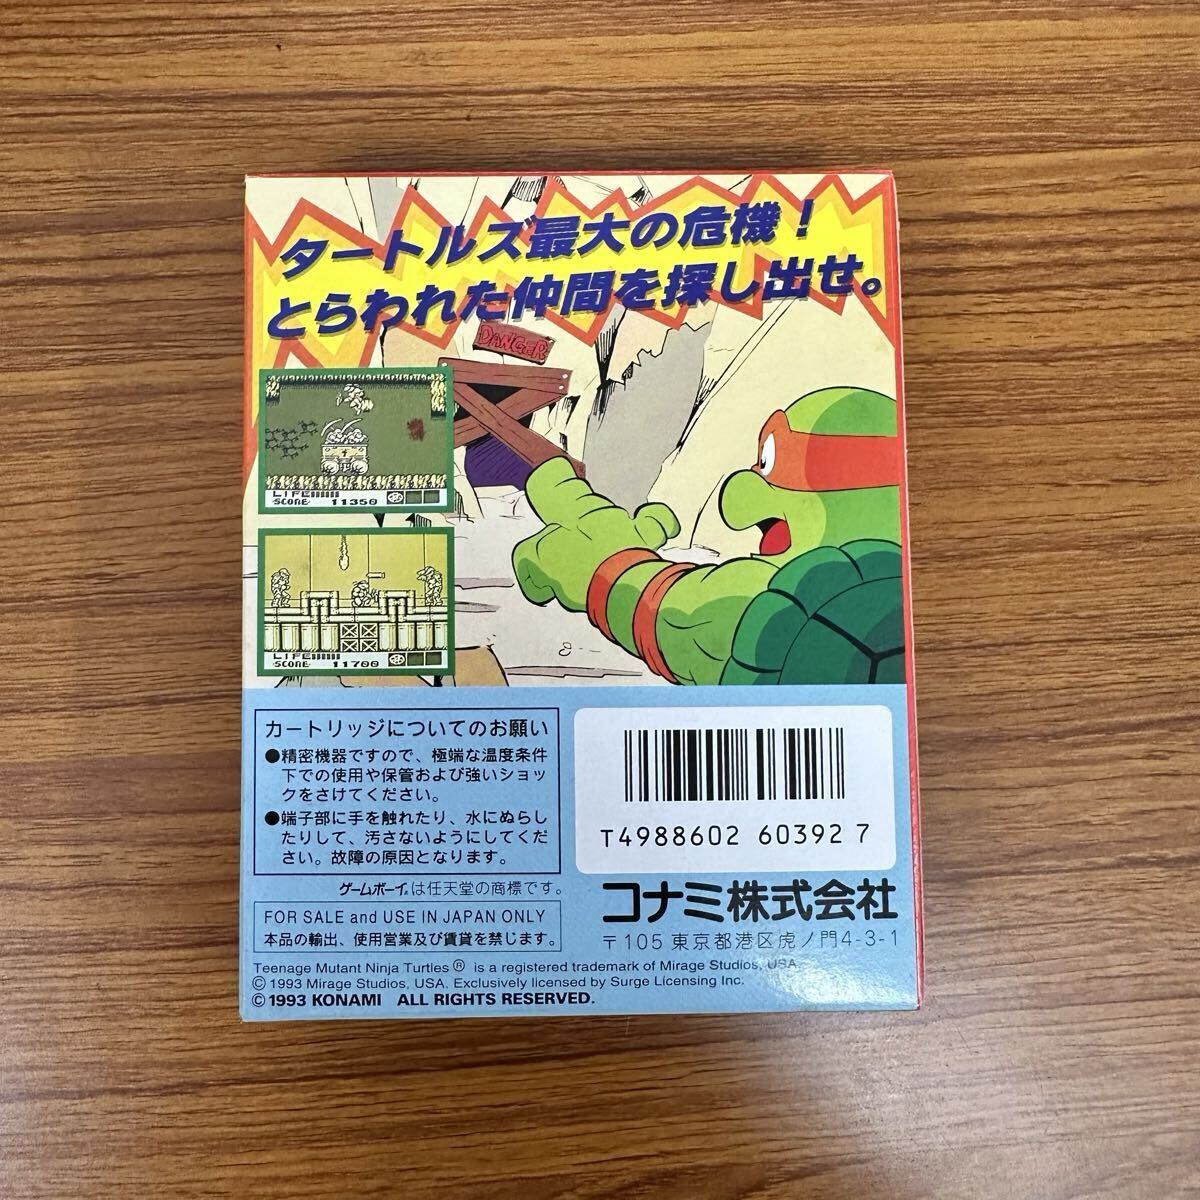 タートルズ最大の危機！
とらわれた仲間を探し出せ。
DANGER
LIFE
SCORE 11350
LIFE
SCORE 11700
カートリッジについてのお願い
●精密機器ですので、極端な温度条件
下での使用や保管および強いショッ
クをさけてください。
●端子部に手を触れたり、水にぬらし
たりして、汚さないようにしてくだ
さい。故障の原因となります。
ゲームボーイは任天堂の商標です。
FOR SALE and USE IN JAPAN ONLY
本品の輸出、使用営業及び賃貸を禁じます。
T4988602 60392 7
コナミ株式会社
〒105 東京都港区虎ノ門4-3-1
Teenage Mutant Ninja Turtles ® is a registered trademark of Mirage Studios, USA.
© 1993 Mirage Studios, USA. Exclusively licensed by Surge Licensing Inc.
© 1993 KONAMI ALL RIGHTS RESERVED.